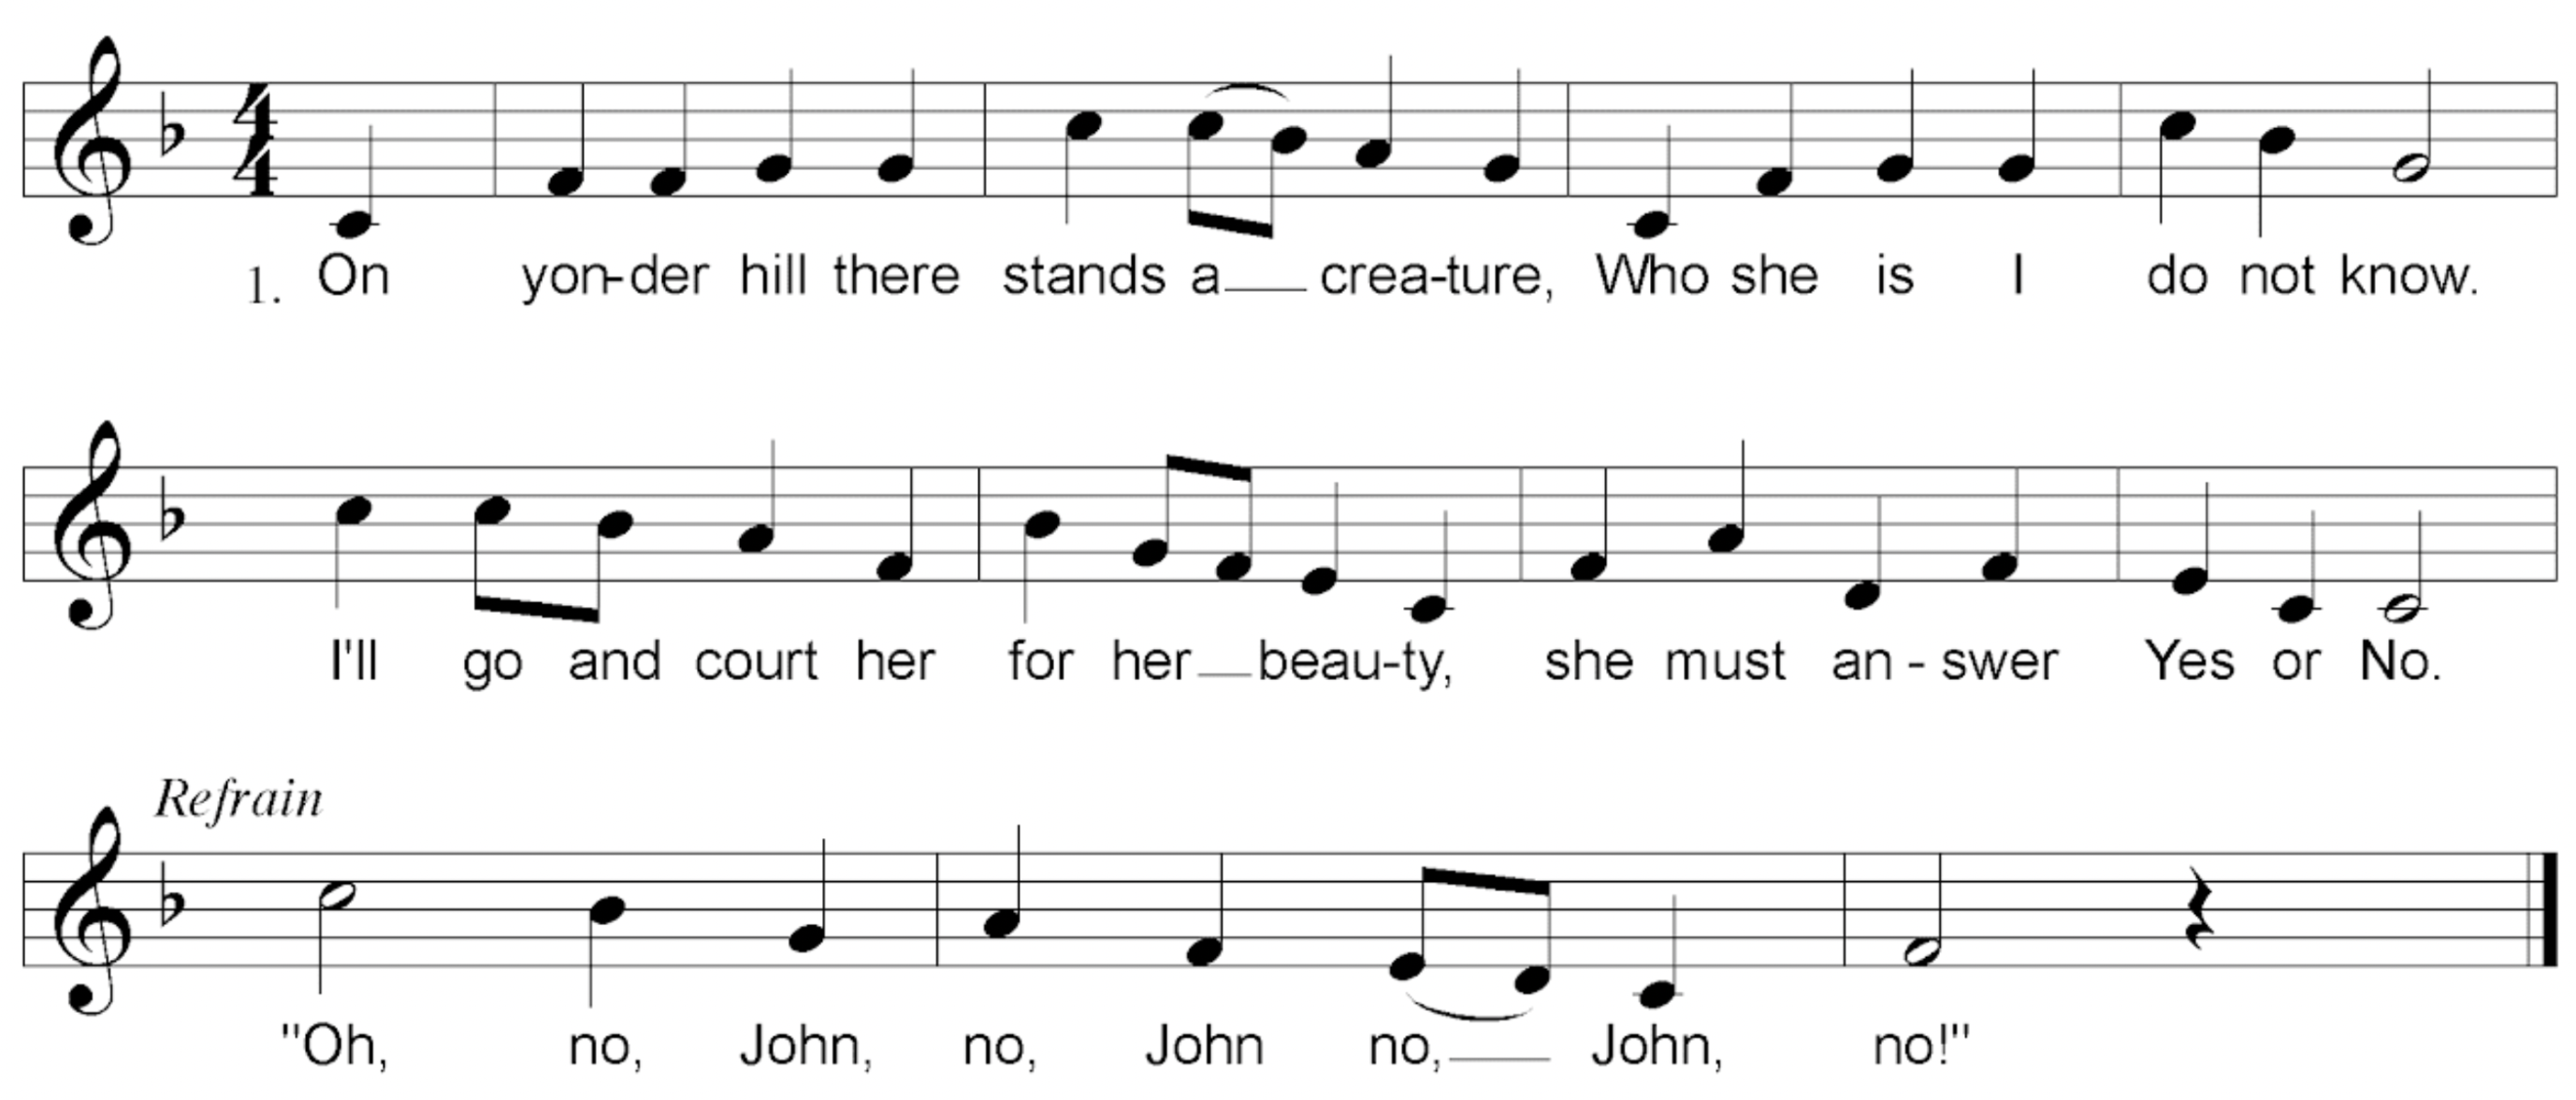 1. On yon-der hill there stands a crea-ture, Who she is I do not know.
I'll go and court her for her beau-ty, she must an - swer Yes or No.
Refrain
"Oh, no, John, no, John no, John, no!"